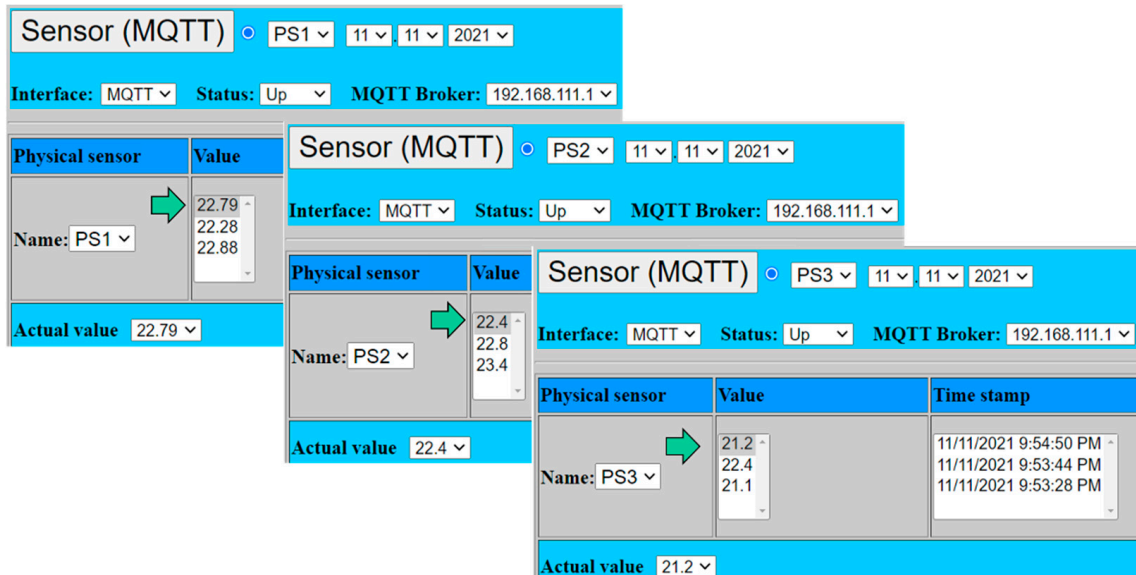 Sensor (MQTT) PS1 11 . 11 2021
Interface: MQTT Status: Up MQTT Broker: 192.168.111.1
Physical sensor Value
Name: PS1
22.79
22.28
22.88
Actual value 22.79
Sensor (MQTT) PS2 11 . 11 2021
Interface: MQTT Status: Up MQTT Broker: 192.168.111.1
Physical sensor Value
Name: PS2
22.4
22.8
23.4
Actual value 22.4
Sensor (MQTT) PS3 11 . 11 2021
Interface: MQTT Status: Up MQTT Broker: 192.168.111.1
Physical sensor Value Time stamp
Name: PS3
21.2 11/11/2021 9:54:50 PM
22.4 11/11/2021 9:53:44 PM
21.1 11/11/2021 9:53:28 PM
Actual value 21.2